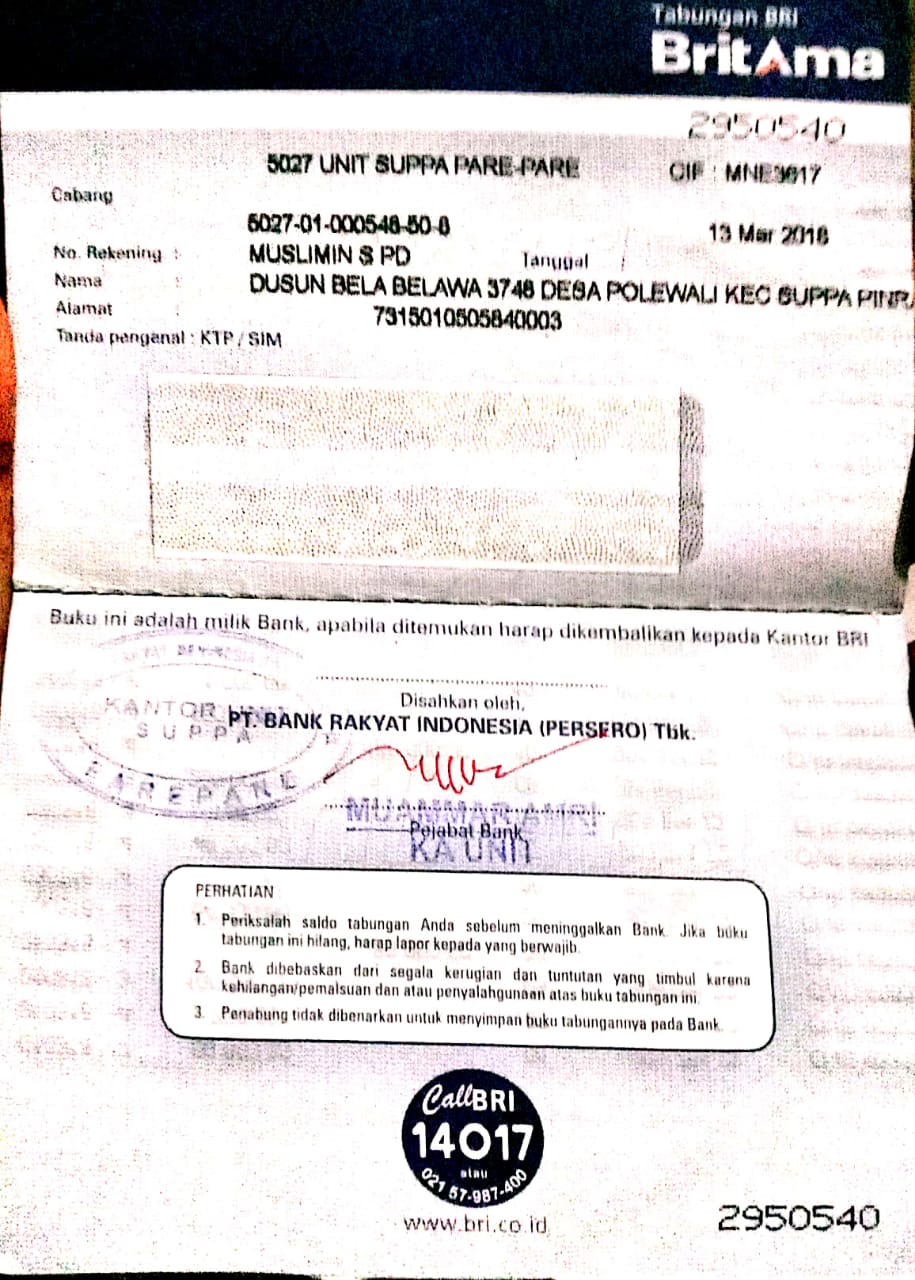 Tabungan BRI
BritAma
2950540
5027 UNIT SUPPA PARE-PARE
CIF : MNE3617
Cabang
5027-01-000548-50-8
13 Mar 2016
No. Rekening :
MUSLIMIN S PD
Tanggal :
Nama :
DUSUN BELA BELAWA 3748 DESA POLEWALI KEC SUPPA PINR
Alamat :
7315010505840003
Tanda pengenal : KTP / SIM
Buku ini adalah milik Bank, apabila ditemukan harap dikembalikan kepada Kantor BRI
Disahkan oleh,
KANTOR
PT. BANK RAKYAT INDONESIA (PERSERO) Tbk.
SUPPA
PAREPARE
MUAMMAR AMRI
Pejabat Bank
KA UNIT
PERHATIAN
1. Periksalah saldo tabungan Anda sebelum meninggalkan Bank. Jika buku
tabungan ini hilang, harap lapor kepada yang berwajib.
2. Bank dibebaskan dari segala kerugian dan tuntutan yang timbul karena
kehilangan/pemalsuan dan atau penyalahgunaan atas buku tabungan ini.
3. Penabung tidak dibenarkan untuk menyimpan buku tabungannya pada Bank.
CallBRI
14017
atau
021 57-987-400
www.bri.co.id
2950540